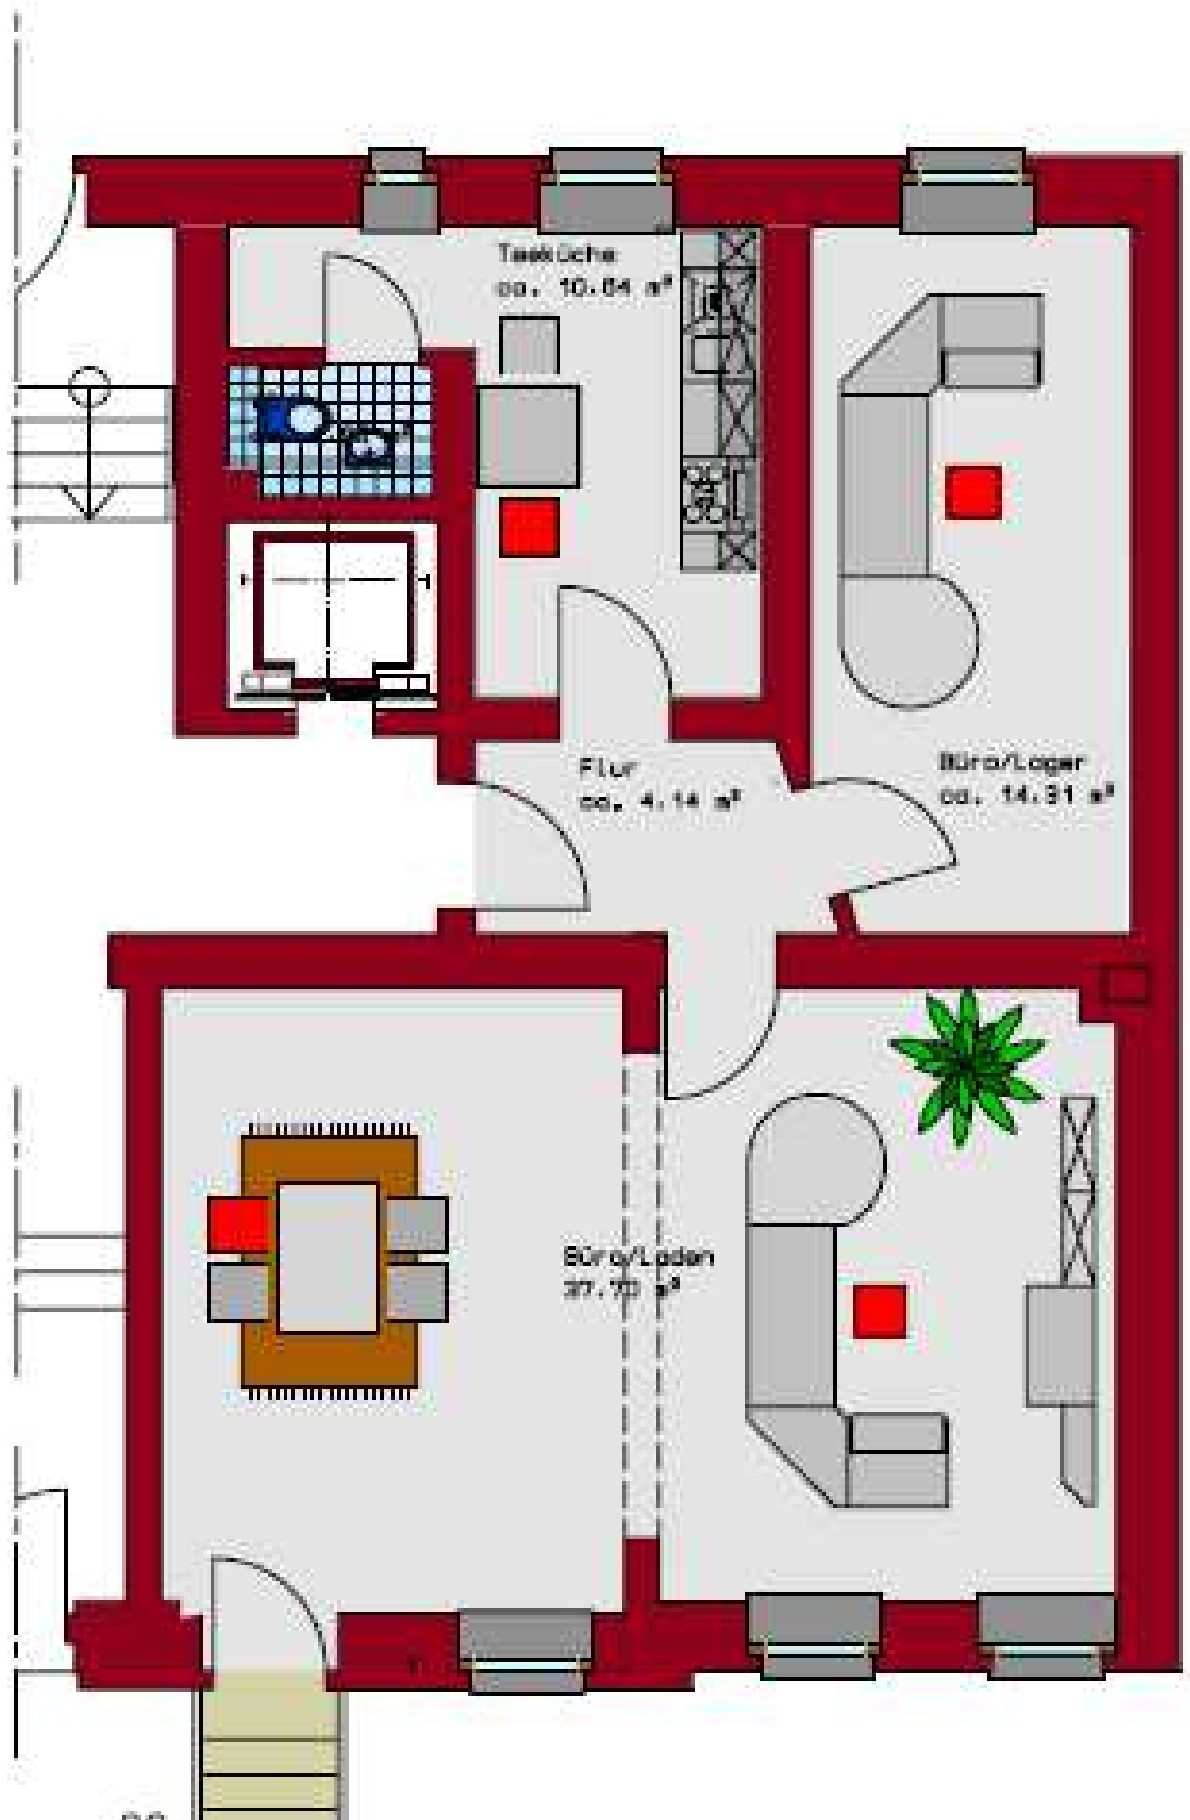 Teeküche
ca. 10.64 m²
Flur
ca. 4.14 m²
Büro/Lager
ca. 14.31 m²
Büro/Laden
37.70 m²